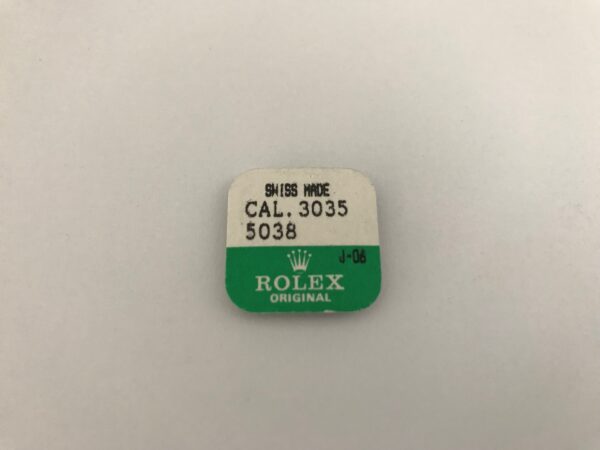 SWISS MADE
CAL. 3035
5038
J-06
ROLEX
ORIGINAL